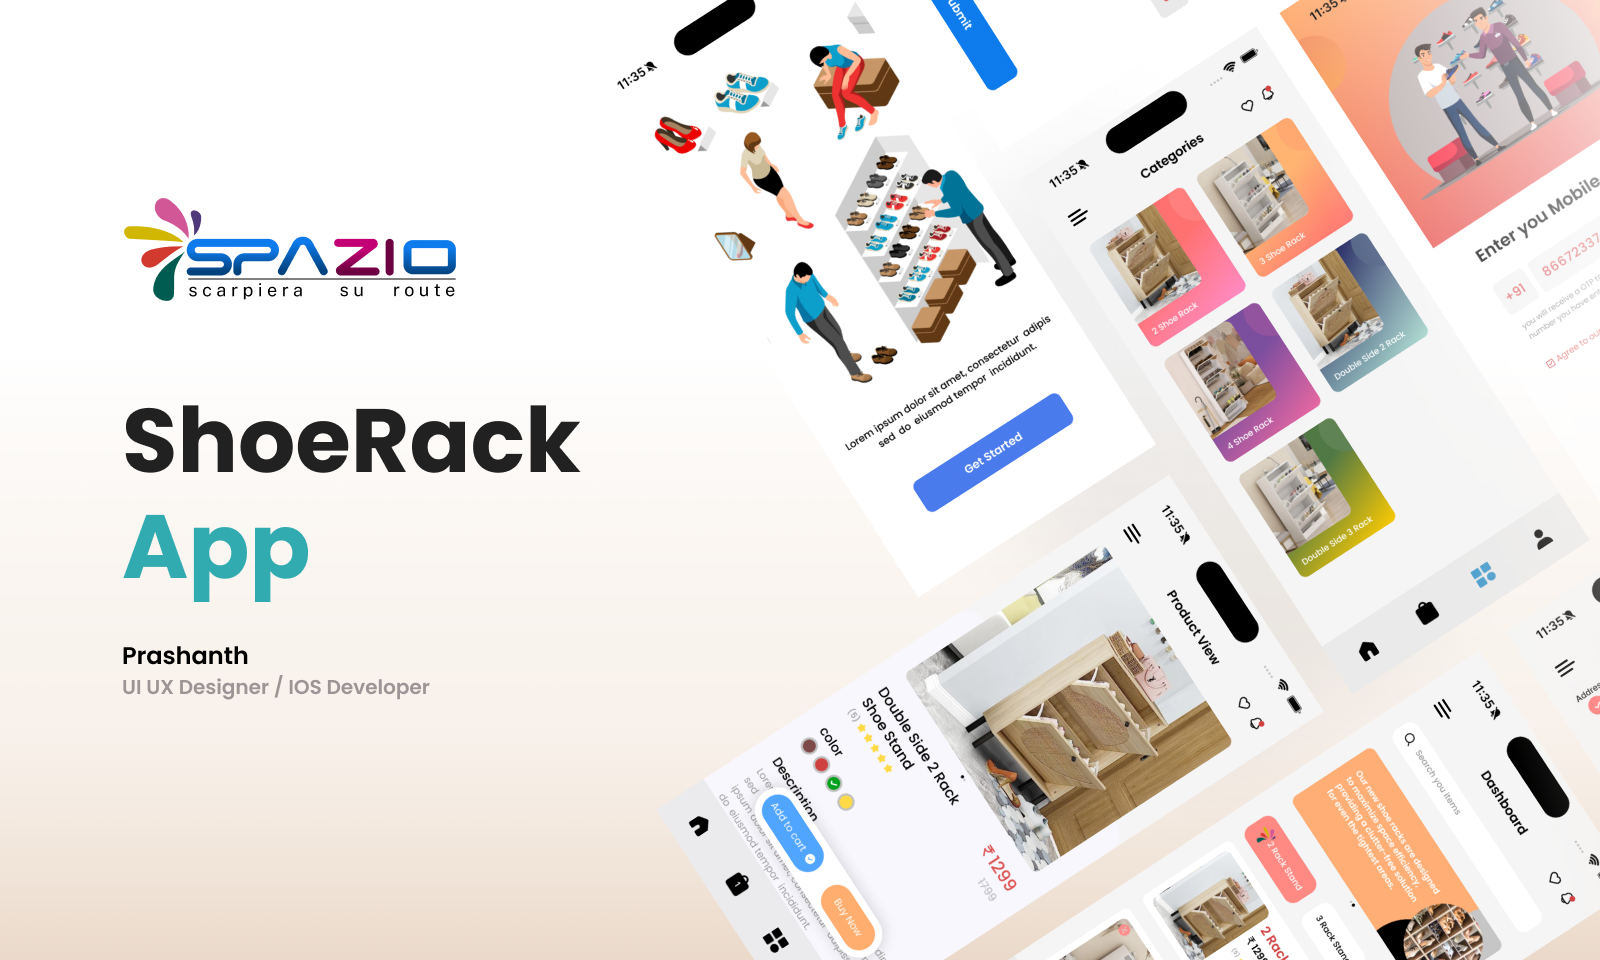 SPAZIO
scarpiera su route
ShoeRack
App
Prashanth
UI UX Designer / IOS Developer
11:35
Lorem ipsum dolor sit amet, consectetur adipis
sed do eiusmod tempor incididunt.
Get Started
ubmit
11:35
Categories
2 Shoe Rack
3 Shoe Rack
4 Shoe Rack
Double Side 2 Rack
Double Side 3 Rack
11:35
Enter you Mobile
+91
86672337
you will receive a OTP to
number you have ent
Agree to ou
11:35
Product View
Double Side 2 Rack
Shoe Stand
(5)
₹1299
1799
color
Description
sed
ipsum
do eiusmod tempor incididunt.
Add to cart
Buy Now
1
11:35
Dashboard
Search you items
Our new shoe racks are designed
to maximize space efficiency,
providing a clutter-free solution
for even the tightest areas.
2 Rack Stand
3 Rack Stan
2 Rac
₹129
11:35
Addres